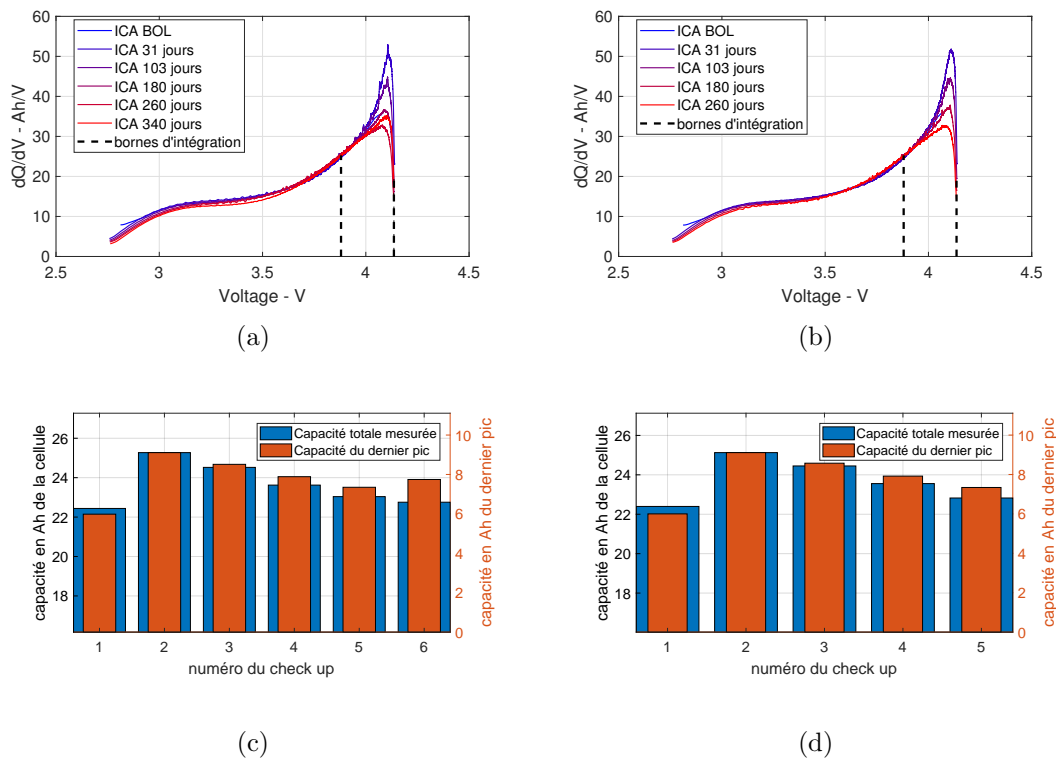 60
50
40
30
20
10
0
dQ/dV - Ah/V
ICA BOL
ICA 31 jours
ICA 103 jours
ICA 180 jours
ICA 260 jours
ICA 340 jours
bornes d'intégration
2.5 3 3.5 4 4.5
Voltage - V
(a)
60
50
40
30
20
10
0
dQ/dV - Ah/V
ICA BOL
ICA 31 jours
ICA 103 jours
ICA 180 jours
ICA 260 jours
bornes d'intégration
2.5 3 3.5 4 4.5
Voltage - V
(b)
26
24
22
20
18
capacité en Ah de la cellule
Capacité totale mesurée
Capacité du dernier pic
10
8
6
4
2
0
capacité en Ah du dernier pic
1 2 3 4 5 6
numéro du check up
(c)
26
24
22
20
18
capacité en Ah de la cellule
Capacité totale mesurée
Capacité du dernier pic
10
8
6
4
2
0
capacité en Ah du dernier pic
1 2 3 4 5
numéro du check up
(d)